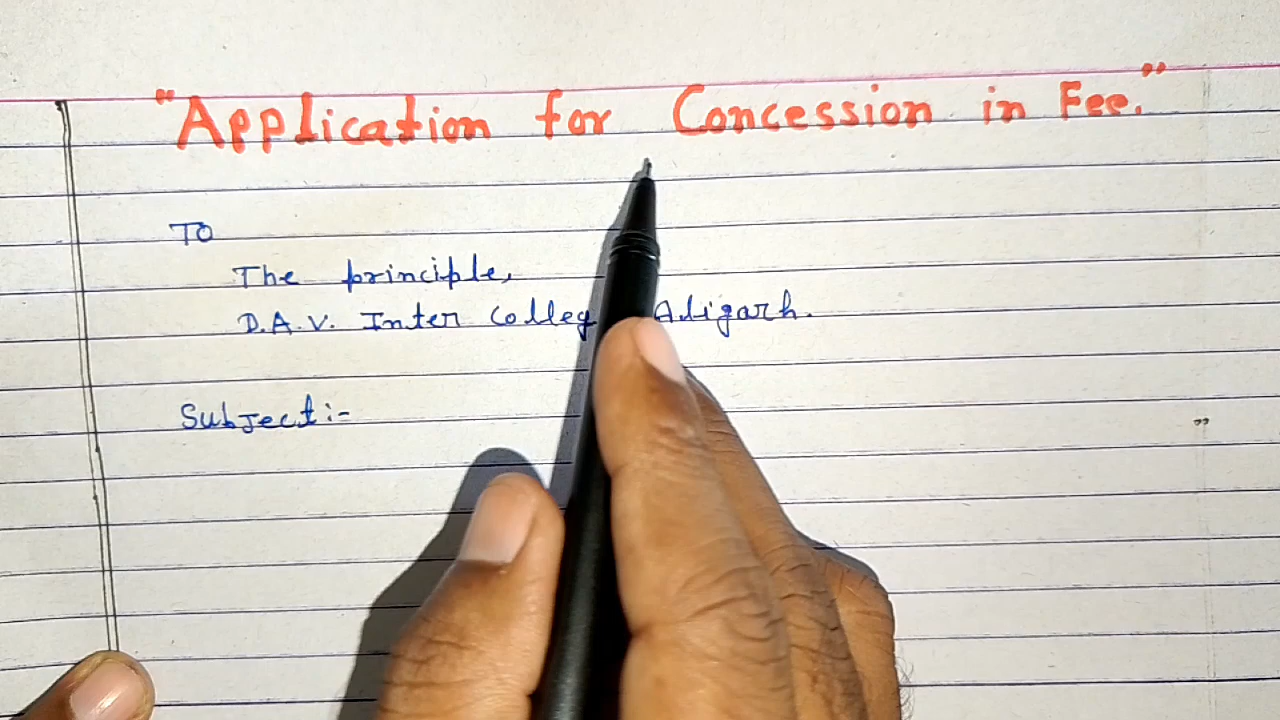 "Application for Concession in Fee."
To
The principle,
D.A.V. Inter Colleg Aligarh.
Subject:-
"